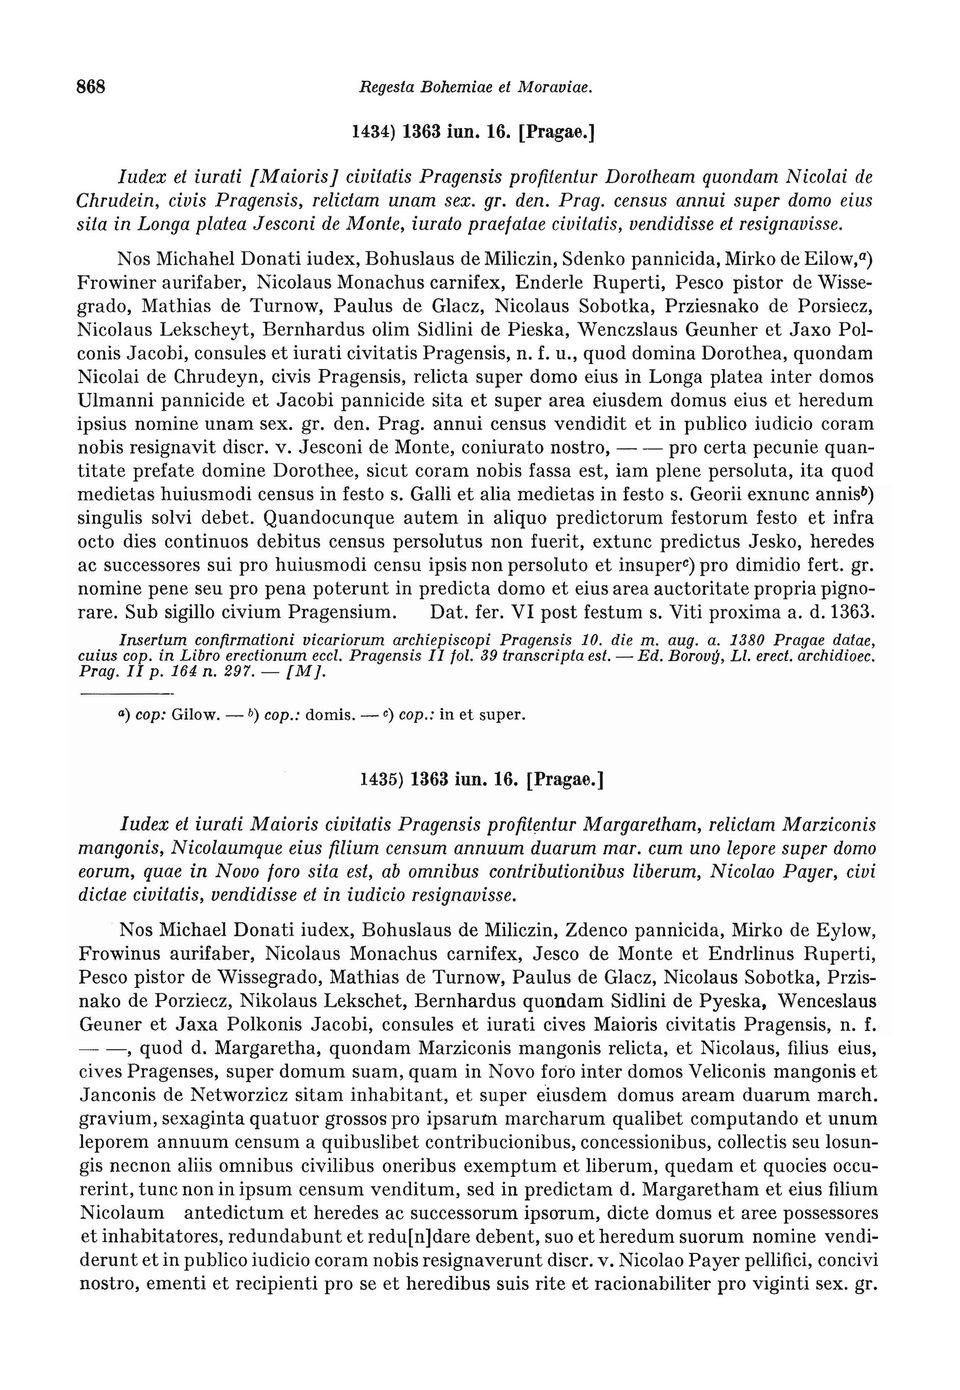 868 Regesta Bohemiae et Moraviae.
1434) 1363 iun. 16. [Pragae.]
Iudex et iurati [Maioris] civitatis Pragensis profitentur Dorotheam quondam Nicolai de
Chrudein, civis Pragensis, relictam unam sex. gr. den. Prag. census annui super domo eius
sita in Longa platea Jesconi de Monte, iurato praefatae civitatis, vendidisse et resignavisse.
Nos Michahel Donati iudex, Bohuslaus de Miliczin, Sdenko pannicida, Mirko de Eilow,a)
Frowiner aurifaber, Nicolaus Monachus carnifex, Enderle Ruperti, Pesco pistor de Wisse-
grado, Mathias de Turnow, Paulus de Glacz, Nicolaus Sobotka, Prziesnako de Porsiecz,
Nicolaus Lekscheyt, Bernhardus olim Sidlini de Pieska, Wenczslaus Geunher et Jaxo Pol-
conis Jacobi, consules et iurati civitatis Pragensis, n. f. u., quod domina Dorothea, quondam
Nicolai de Chrudeyn, civis Pragensis, relicta super domo eius in Longa platea inter domos
Ulmanni pannicide et Jacobi pannicide sita et super area eiusdem domus eius et heredum
ipsius nomine unam sex. gr. den. Prag. annui census vendidit et in publico iudicio coram
nobis resignavit discr. v. Jesconi de Monte, coniurato nostro, — — pro certa pecunie quan-
titate prefate domine Dorothee, sicut coram nobis fassa est, iam plene persoluta, ita quod
medietas huiusmodi census in festo s. Galli et alia medietas in festo s. Georii exnunc annisb)
singulis solvi debet. Quandocunque autem in aliquo predictorum festorum festo et infra
octo dies continuos debitus census persolutus non fuerit, extunc predictus Jesko, heredes
ac successores sui pro huiusmodi censu ipsis non persoluto et insuperc) pro dimidio fert. gr.
nomine pene seu pro pena poterunt in predicta domo et eius area auctoritate propria pigno-
rare. Sub sigillo civium Pragensium. Dat. fer. VI post festum s. Viti proxima a. d. 1363.
Insertum confirmationi vicariorum archiepiscopi Pragensis 10. die m. aug. a. 1380 Pragae datae,
cuius cop. in Libro erectionum eccl. Pragensis II fol. 39 transcripta est. — Ed. Borový, Ll. erect. archidioec.
Prag. II p. 164 n. 297. — [M].
a) cop: Gilow. — b) cop.: domis. — c) cop.: in et super.
1435) 1363 iun. 16. [Pragae.]
Iudex et iurati Maioris civitatis Pragensis profitentur Margaretham, relictam Marziconis
mangonis, Nicolaumque eius filium censum annuum duarum mar. cum uno lepore super domo
eorum, quae in Novo foro sita est, ab omnibus contributionibus liberum, Nicolao Payer, civi
dictae civitatis, vendidisse et in iudicio resignavisse.
Nos Michael Donati iudex, Bohuslaus de Miliczin, Zdenco pannicida, Mirko de Eylow,
Frowinus aurifaber, Nicolaus Monachus carnifex, Jesco de Monte et Endrlinus Ruperti,
Pesco pistor de Wissegrado, Mathias de Turnow, Paulus de Glacz, Nicolaus Sobotka, Przis-
nako de Porziecz, Nikolaus Lekschet, Bernhardus quondam Sidlini de Pyeska, Wenceslaus
Geuner et Jaxa Polkonis Jacobi, consules et iurati cives Maioris civitatis Pragensis, n. f.
— —, quod d. Margaretha, quondam Marziconis mangonis relicta, et Nicolaus, filius eius,
cives Pragenses, super domum suam, quam in Novo foro inter domos Veliconis mangonis et
Janconis de Networzicz sitam inhabitant, et super eiusdem domus aream duarum march.
gravium, sexaginta quatuor grossos pro ipsarum marcharum qualibet computando et unum
leporem annuum censum a quibuslibet contribucionibus, concessionibus, collectis seu losun-
gis necnon aliis omnibus civilibus oneribus exemptum et liberum, quedam et quocies occu-
rerint, tunc non in ipsum censum venditum, sed in predictam d. Margaretham et eius filium
Nicolaum antedictum et heredes ac successorum ipsorum, dicte domus et aree possessores
et inhabitatores, redundabunt et redu[n]dare debent, suo et heredum suorum nomine vendi-
derunt et in publico iudicio coram nobis resignaverunt discr. v. Nicolao Payer pellifici, concivi
nostro, ementi et recipienti pro se et heredibus suis rite et racionabiliter pro viginti sex. gr.